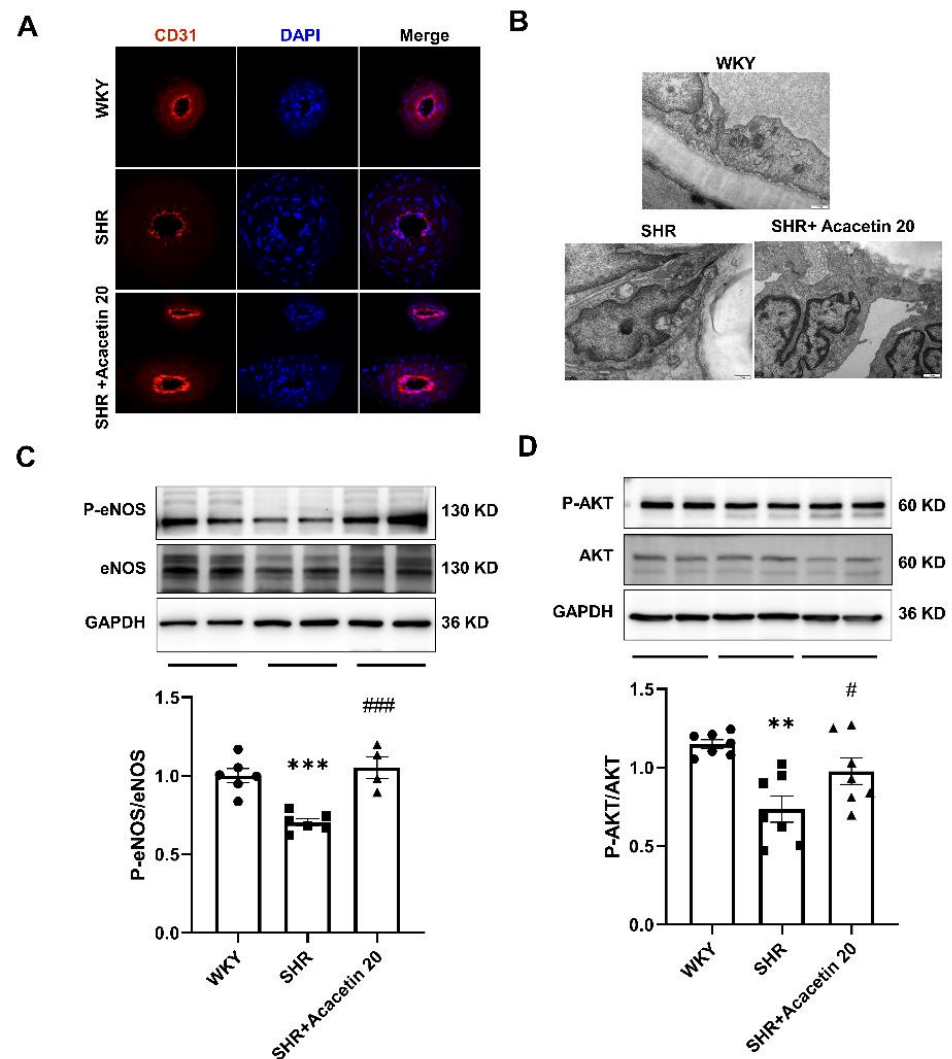 A
CD31 DAPI Merge
WKY
SHR
SHR +Acacetin 20
B
WKY
SHR SHR+ Acacetin 20
C
P-eNOS 130 KD
eNOS 130 KD
GAPDH 36 KD
P-eNOS/eNOS
1.5
1.0
0.5
0.0
***
###
WKY
SHR
SHR+Acacetin 20
D
P-AKT 60 KD
AKT 60 KD
GAPDH 36 KD
P-AKT/AKT
1.5
1.0
0.5
0.0
**
#
WKY
SHR
SHR+Acacetin 20